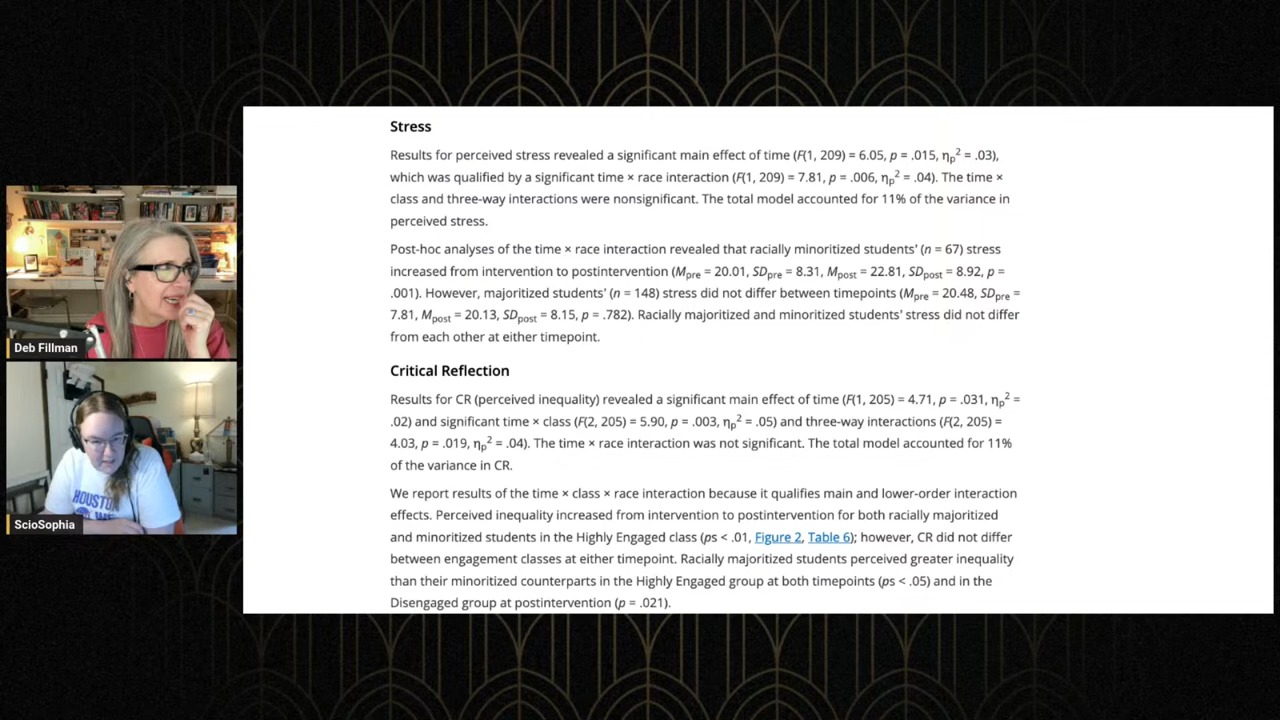 Stress
Results for perceived stress revealed a significant main effect of time (F(1, 209) = 6.05, p = .015, ηp² = .03),
which was qualified by a significant time × race interaction (F(1, 209) = 7.81, p = .006, ηp² = .04). The time ×
class and three-way interactions were nonsignificant. The total model accounted for 11% of the variance in
perceived stress.
Post-hoc analyses of the time × race interaction revealed that racially minoritized students' (n = 67) stress
increased from intervention to postintervention (Mpre = 20.01, SDpre = 8.31, Mpost = 22.81, SDpost = 8.92, p =
.001). However, majoritized students' (n = 148) stress did not differ between timepoints (Mpre = 20.48, SDpre =
7.81, Mpost = 20.13, SDpost = 8.15, p = .782). Racially majoritized and minoritized students' stress did not differ
from each other at either timepoint.
Critical Reflection
Results for CR (perceived inequality) revealed a significant main effect of time (F(1, 205) = 4.71, p = .031, ηp² =
.02) and significant time × class (F(2, 205) = 5.90, p = .003, ηp² = .05) and three-way interactions (F(2, 205) =
4.03, p = .019, ηp² = .04). The time × race interaction was not significant. The total model accounted for 11%
of the variance in CR.
We report results of the time × class × race interaction because it qualifies main and lower-order interaction
effects. Perceived inequality increased from intervention to postintervention for both racially majoritized
and minoritized students in the Highly Engaged class (ps < .01, Figure 2, Table 6); however, CR did not differ
between engagement classes at either timepoint. Racially majoritized students perceived greater inequality
than their minoritized counterparts in the Highly Engaged group at both timepoints (ps < .05) and in the
Disengaged group at postintervention (p = .021).
Deb Fillman
HOUSTON
ScioSophia